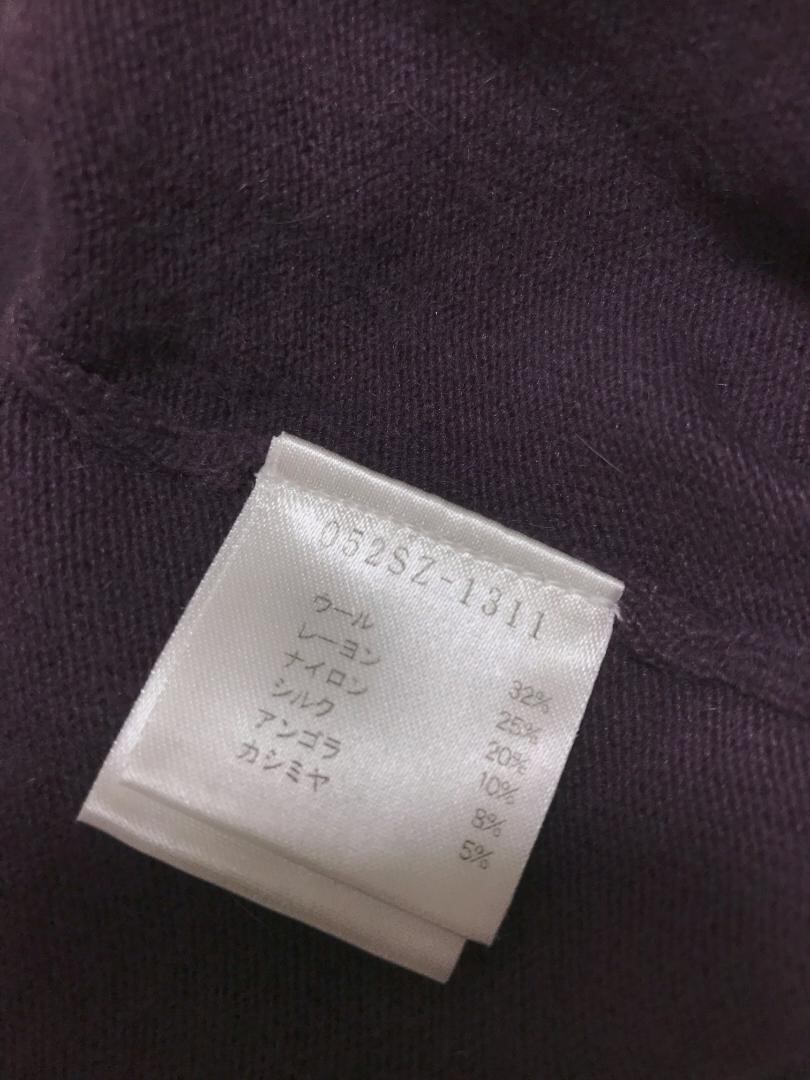 052SZ-1311
ウール 32%
レーヨン 25%
ナイロン 20%
シルク 10%
アンゴラ 8%
カシミヤ 5%